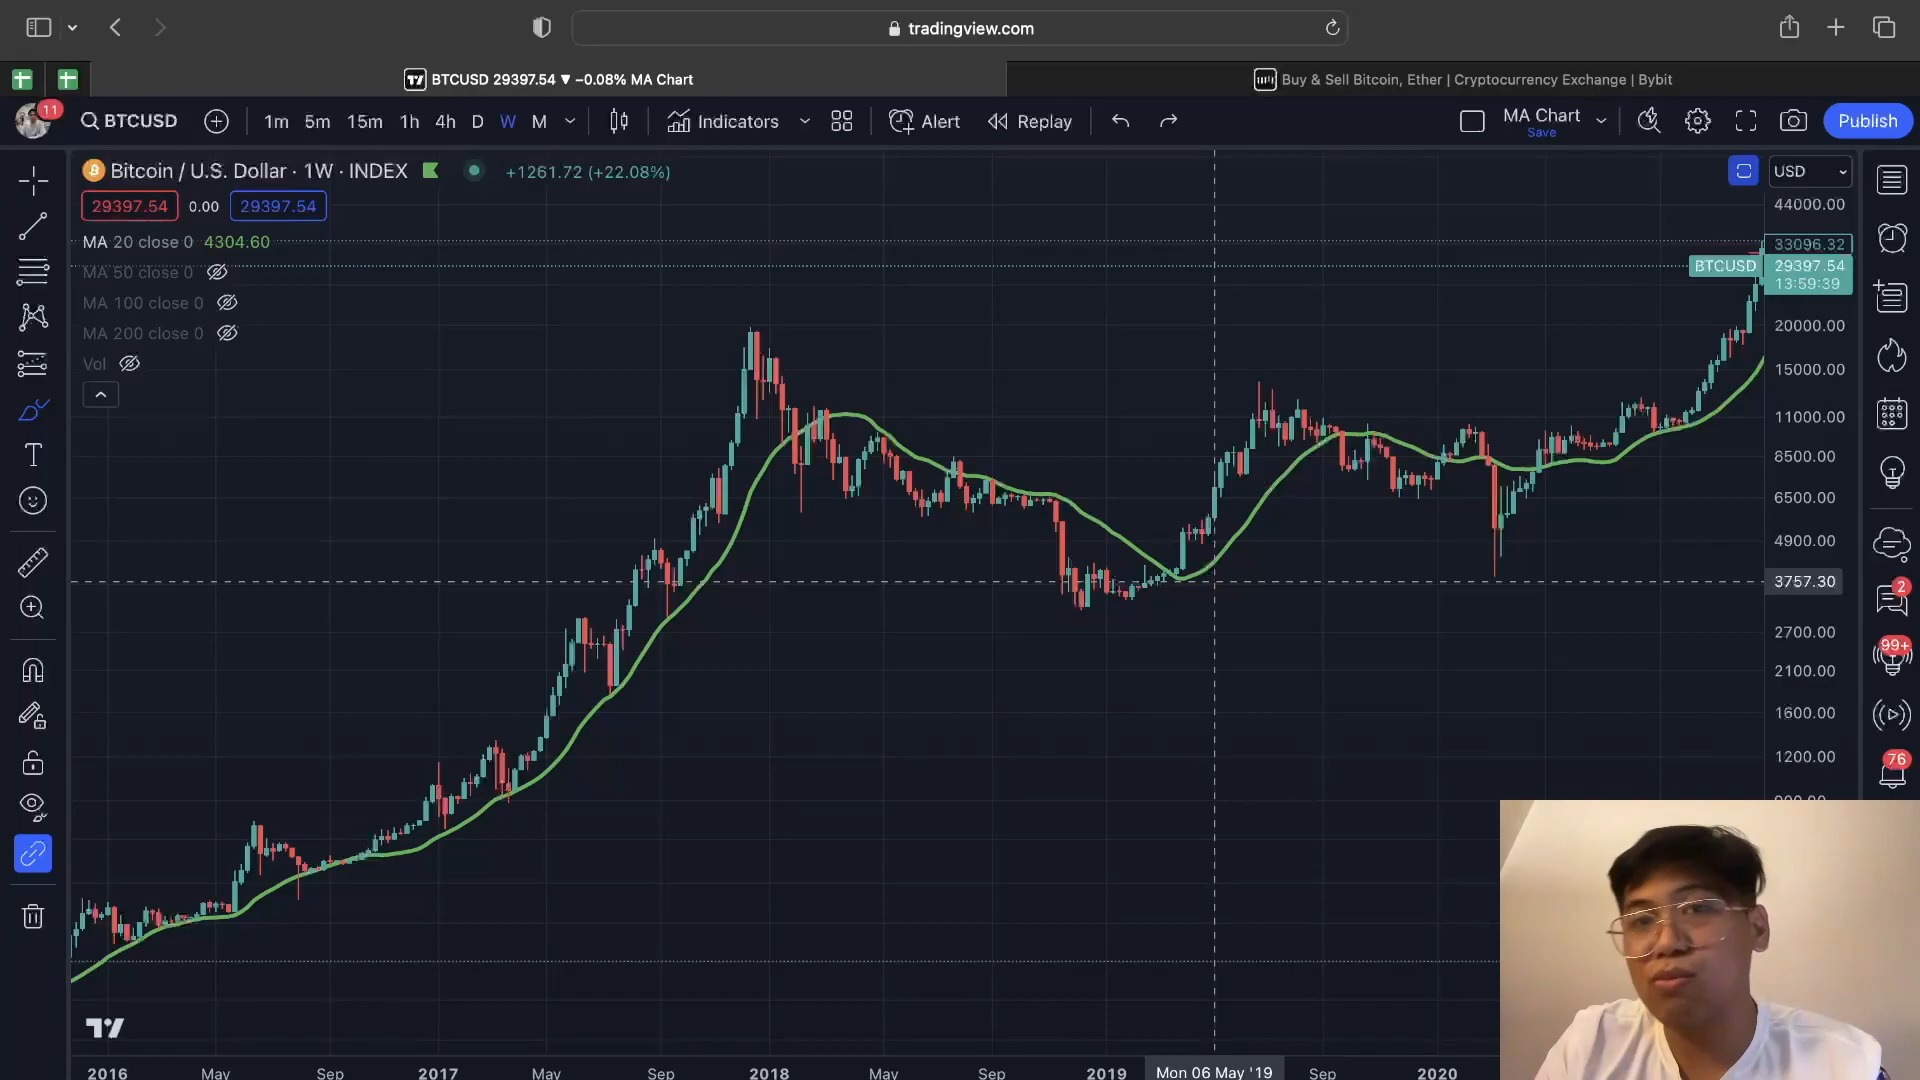 tradingview.com
BTCUSD 29397.54 ▼ −0.08% MA Chart
Buy & Sell Bitcoin, Ether | Cryptocurrency Exchange | Bybit
11
BTCUSD
1m 5m 15m 1h 4h D W M
Indicators
Alert
Replay
MA Chart
Save
Publish
Bitcoin / U.S. Dollar · 1W · INDEX
+1261.72 (+22.08%)
USD
29397.54 0.00 29397.54
MA 20 close 0 4304.60
MA 50 close 0
MA 100 close 0
MA 200 close 0
Vol
44000.00
33096.32
BTCUSD 29397.54
13:59:39
20000.00
15000.00
11000.00
8500.00
6500.00
4900.00
3757.30
2700.00
2100.00
1600.00
1200.00
900.00
2
99+
76
2016 May Sep 2017 May Sep 2018 May Sep 2019 Mon 06 May '19 Sep 2020